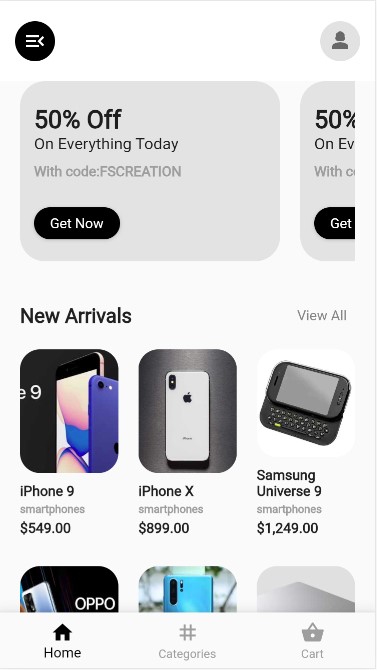 50% Off
On Everything Today
With code:FSCREATION
Get Now
50%
On Ev
With co
Get
New Arrivals
View All
e 9
iPhone 9
smartphones
$549.00
iPhone
iPhone X
smartphones
$899.00
Samsung
Universe 9
smartphones
$1,249.00
OPPO
Home
Categories
Cart